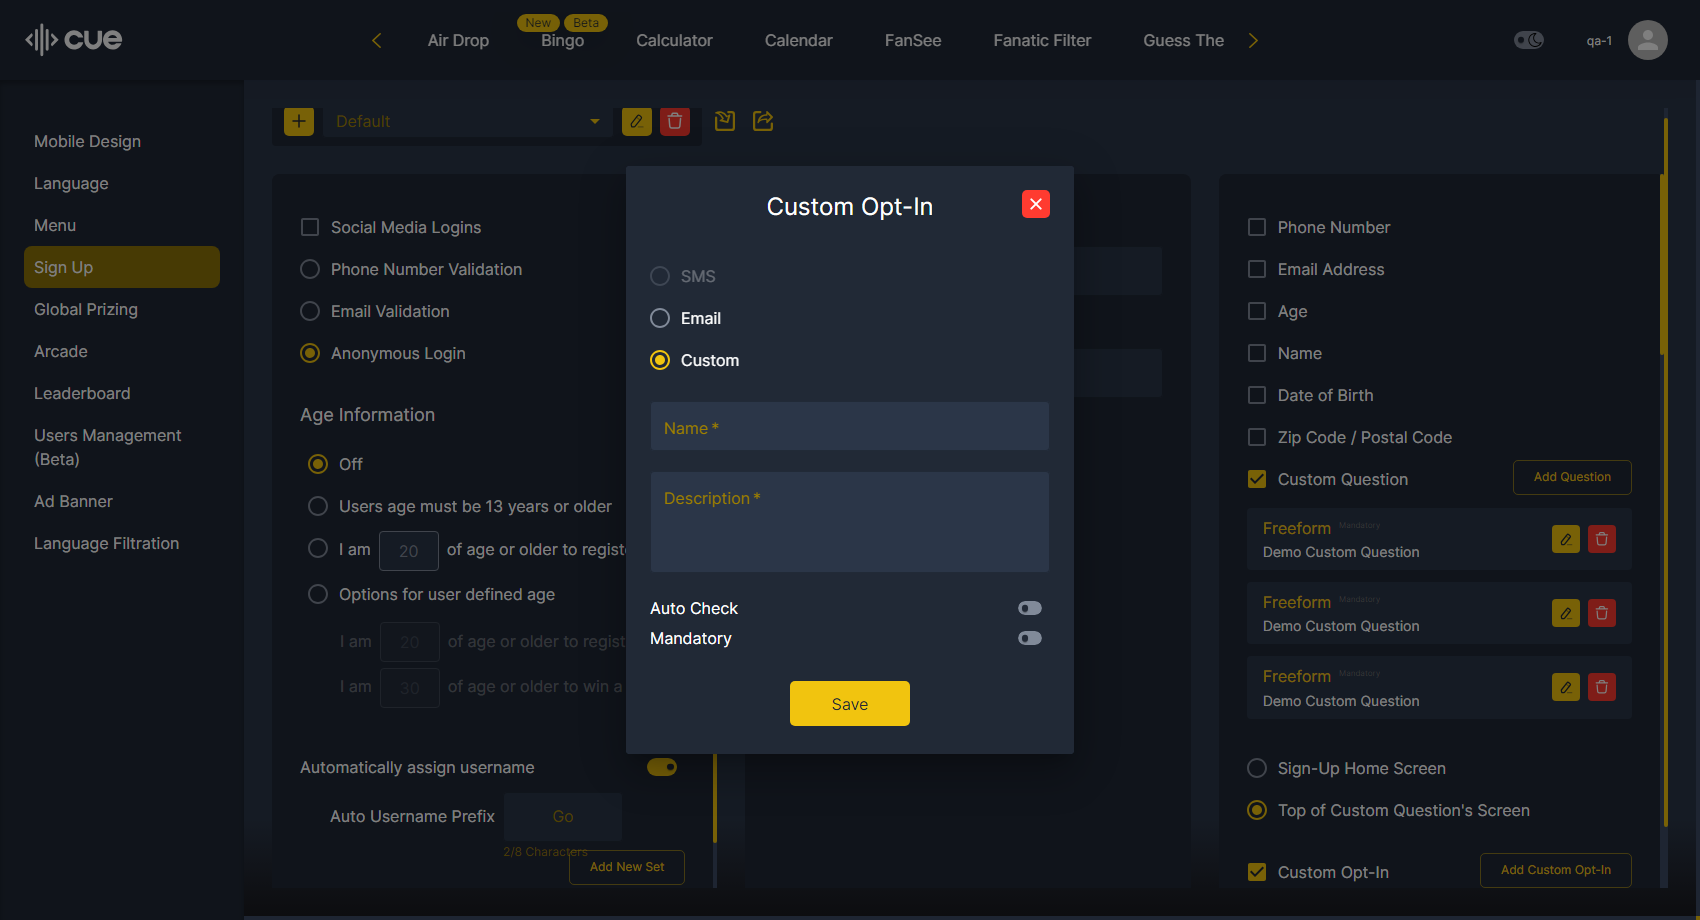 cue
Air Drop
New
Beta
Bingo
Calculator
Calendar
FanSee
Fanatic Filter
Guess The
qa-1
Mobile Design
Language
Menu
Sign Up
Global Prizing
Arcade
Leaderboard
Users Management
(Beta)
Ad Banner
Language Filtration
Default
Social Media Logins
Phone Number Validation
Email Validation
Anonymous Login
Age Information
Off
Users age must be 13 years or older
I am 20 of age or older to regist
Options for user defined age
I am 20 of age or older to regist
I am 30 of age or older to win a
Automatically assign username
Auto Username Prefix Go
2/8 Characters
Add New Set
Custom Opt-In
SMS
Email
Custom
Name *
Description *
Auto Check
Mandatory
Save
Phone Number
Email Address
Age
Name
Date of Birth
Zip Code / Postal Code
Custom Question
Add Question
Freeform Mandatory
Demo Custom Question
Freeform Mandatory
Demo Custom Question
Freeform Mandatory
Demo Custom Question
Sign-Up Home Screen
Top of Custom Question's Screen
Custom Opt-In
Add Custom Opt-In